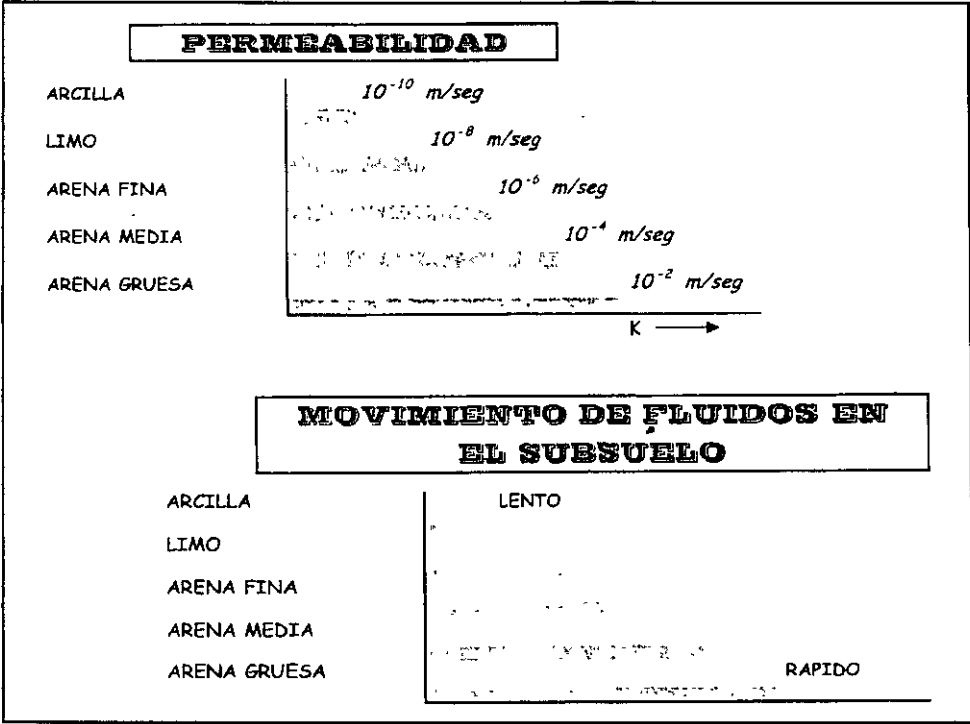 PERMEABILIDAD
ARCILLA 10⁻¹⁰ m/seg
LIMO 10⁻⁸ m/seg
ARENA FINA 10⁻⁶ m/seg
ARENA MEDIA 10⁻⁴ m/seg
ARENA GRUESA 10⁻² m/seg
K
MOVIMIENTO DE FLUIDOS EN
EL SUBSUELO
ARCILLA LENTO
LIMO
ARENA FINA
ARENA MEDIA
ARENA GRUESA RAPIDO